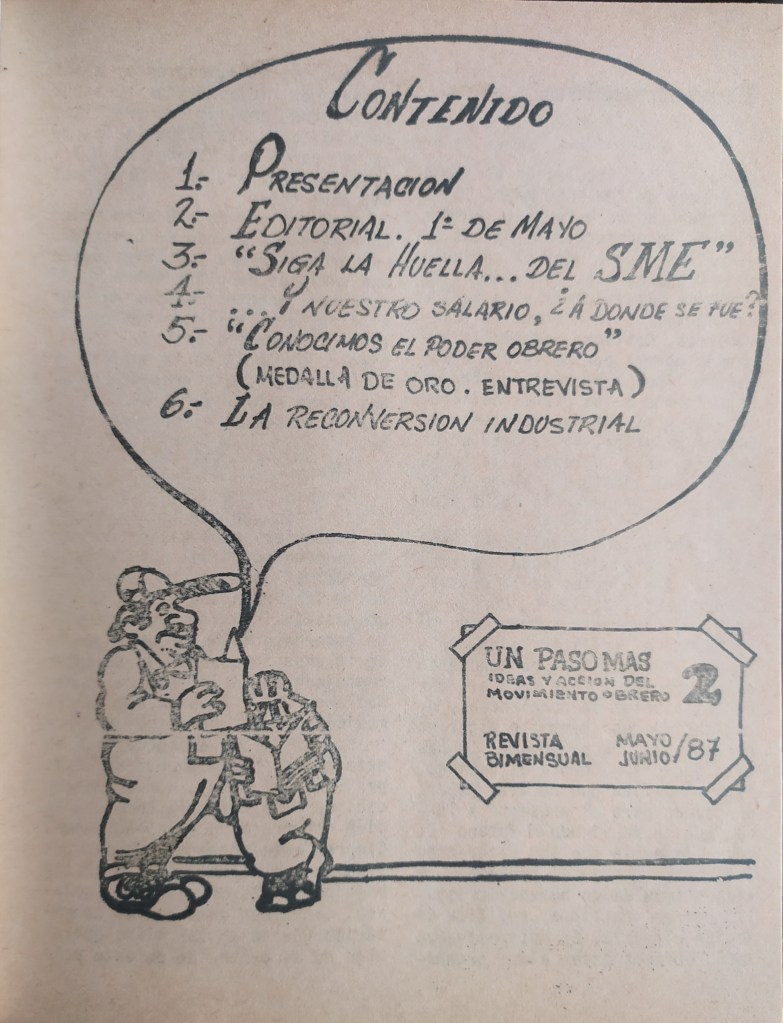 CONTENIDO
1.- PRESENTACION
2.- EDITORIAL. 1º DE MAYO
3.- "SIGA LA HUELLA... DEL SME"
4.- ...Y NUESTRO SALARIO, ¿A DONDE SE FUE?
5.- "CONOCIMOS EL PODER OBRERO"
(MEDALLA DE ORO. ENTREVISTA)
6.- LA RECONVERSION INDUSTRIAL
UN PASO MAS 2
IDEAS Y ACCION DEL
MOVIMIENTO OBRERO
REVISTA MAYO
BIMENSUAL JUNIO/87